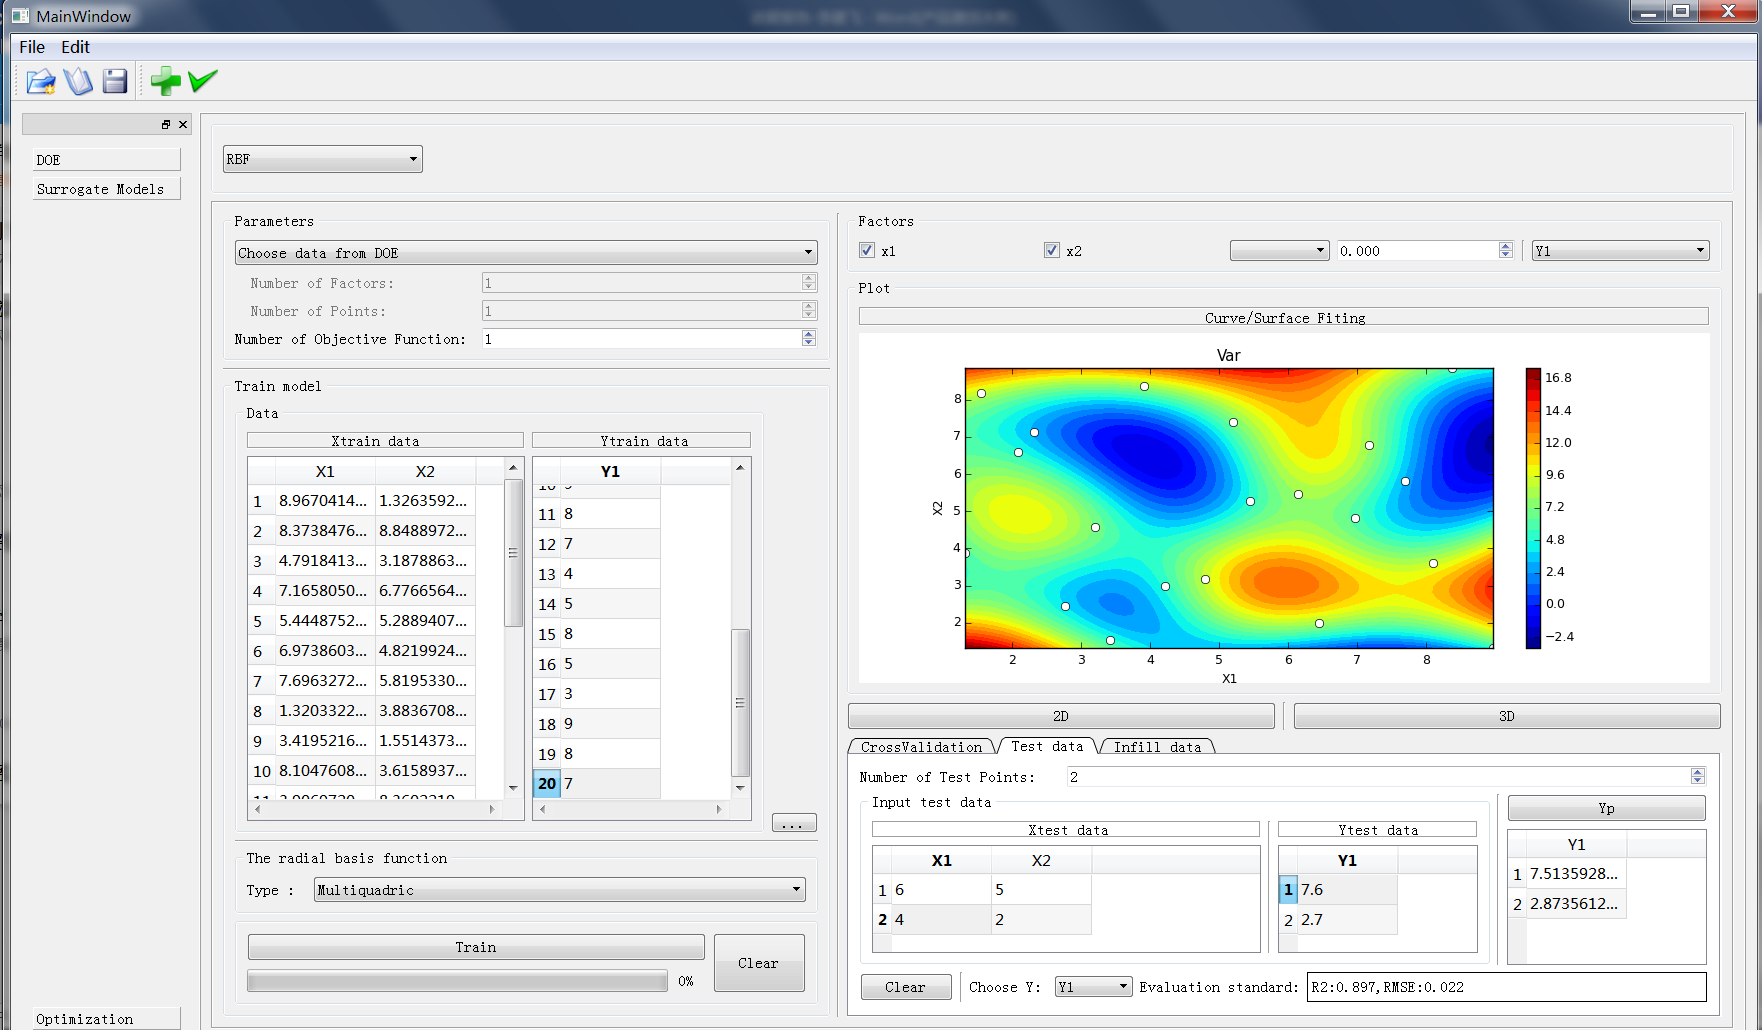 MainWindow
File Edit
DOE
Surrogate Models
Optimization
RBF
Parameters
Choose data from DOE
Number of Factors: 1
Number of Points: 1
Number of Objective Function: 1
Train model
Data
Xtrain data
X1 X2
1 8.9670414... 1.3263592...
2 8.3738476... 8.8488972...
3 4.7918413... 3.1878863...
4 7.1658050... 6.7766564...
5 5.4448752... 5.2889407...
6 6.9738603... 4.8219924...
7 7.6963272... 5.8195330...
8 1.3203322... 3.8836708...
9 3.4195216... 1.5514373...
10 8.1047608... 3.6158937...
Ytrain data
Y1
11 8
12 7
13 4
14 5
15 8
16 5
17 3
18 9
19 8
20 7
...
The radial basis function
Type : Multiquadric
Train
0%
Clear
Factors
x1 x2 0.000 Y1
Plot
Curve/Surface Fiting
Var
X2
8
7
6
5
4
3
2
2 3 4 5 6 7 8
X1
16.8
14.4
12.0
9.6
7.2
4.8
2.4
0.0
−2.4
2D 3D
CrossValidation Test data Infill data
Number of Test Points: 2
Input test data
Xtest data
X1 X2
1 6 5
2 4 2
Ytest data
Y1
1 7.6
2 2.7
Yp
Y1
1 7.5135928...
2 2.8735612...
Clear Choose Y: Y1 Evaluation standard: R2:0.897,RMSE:0.022